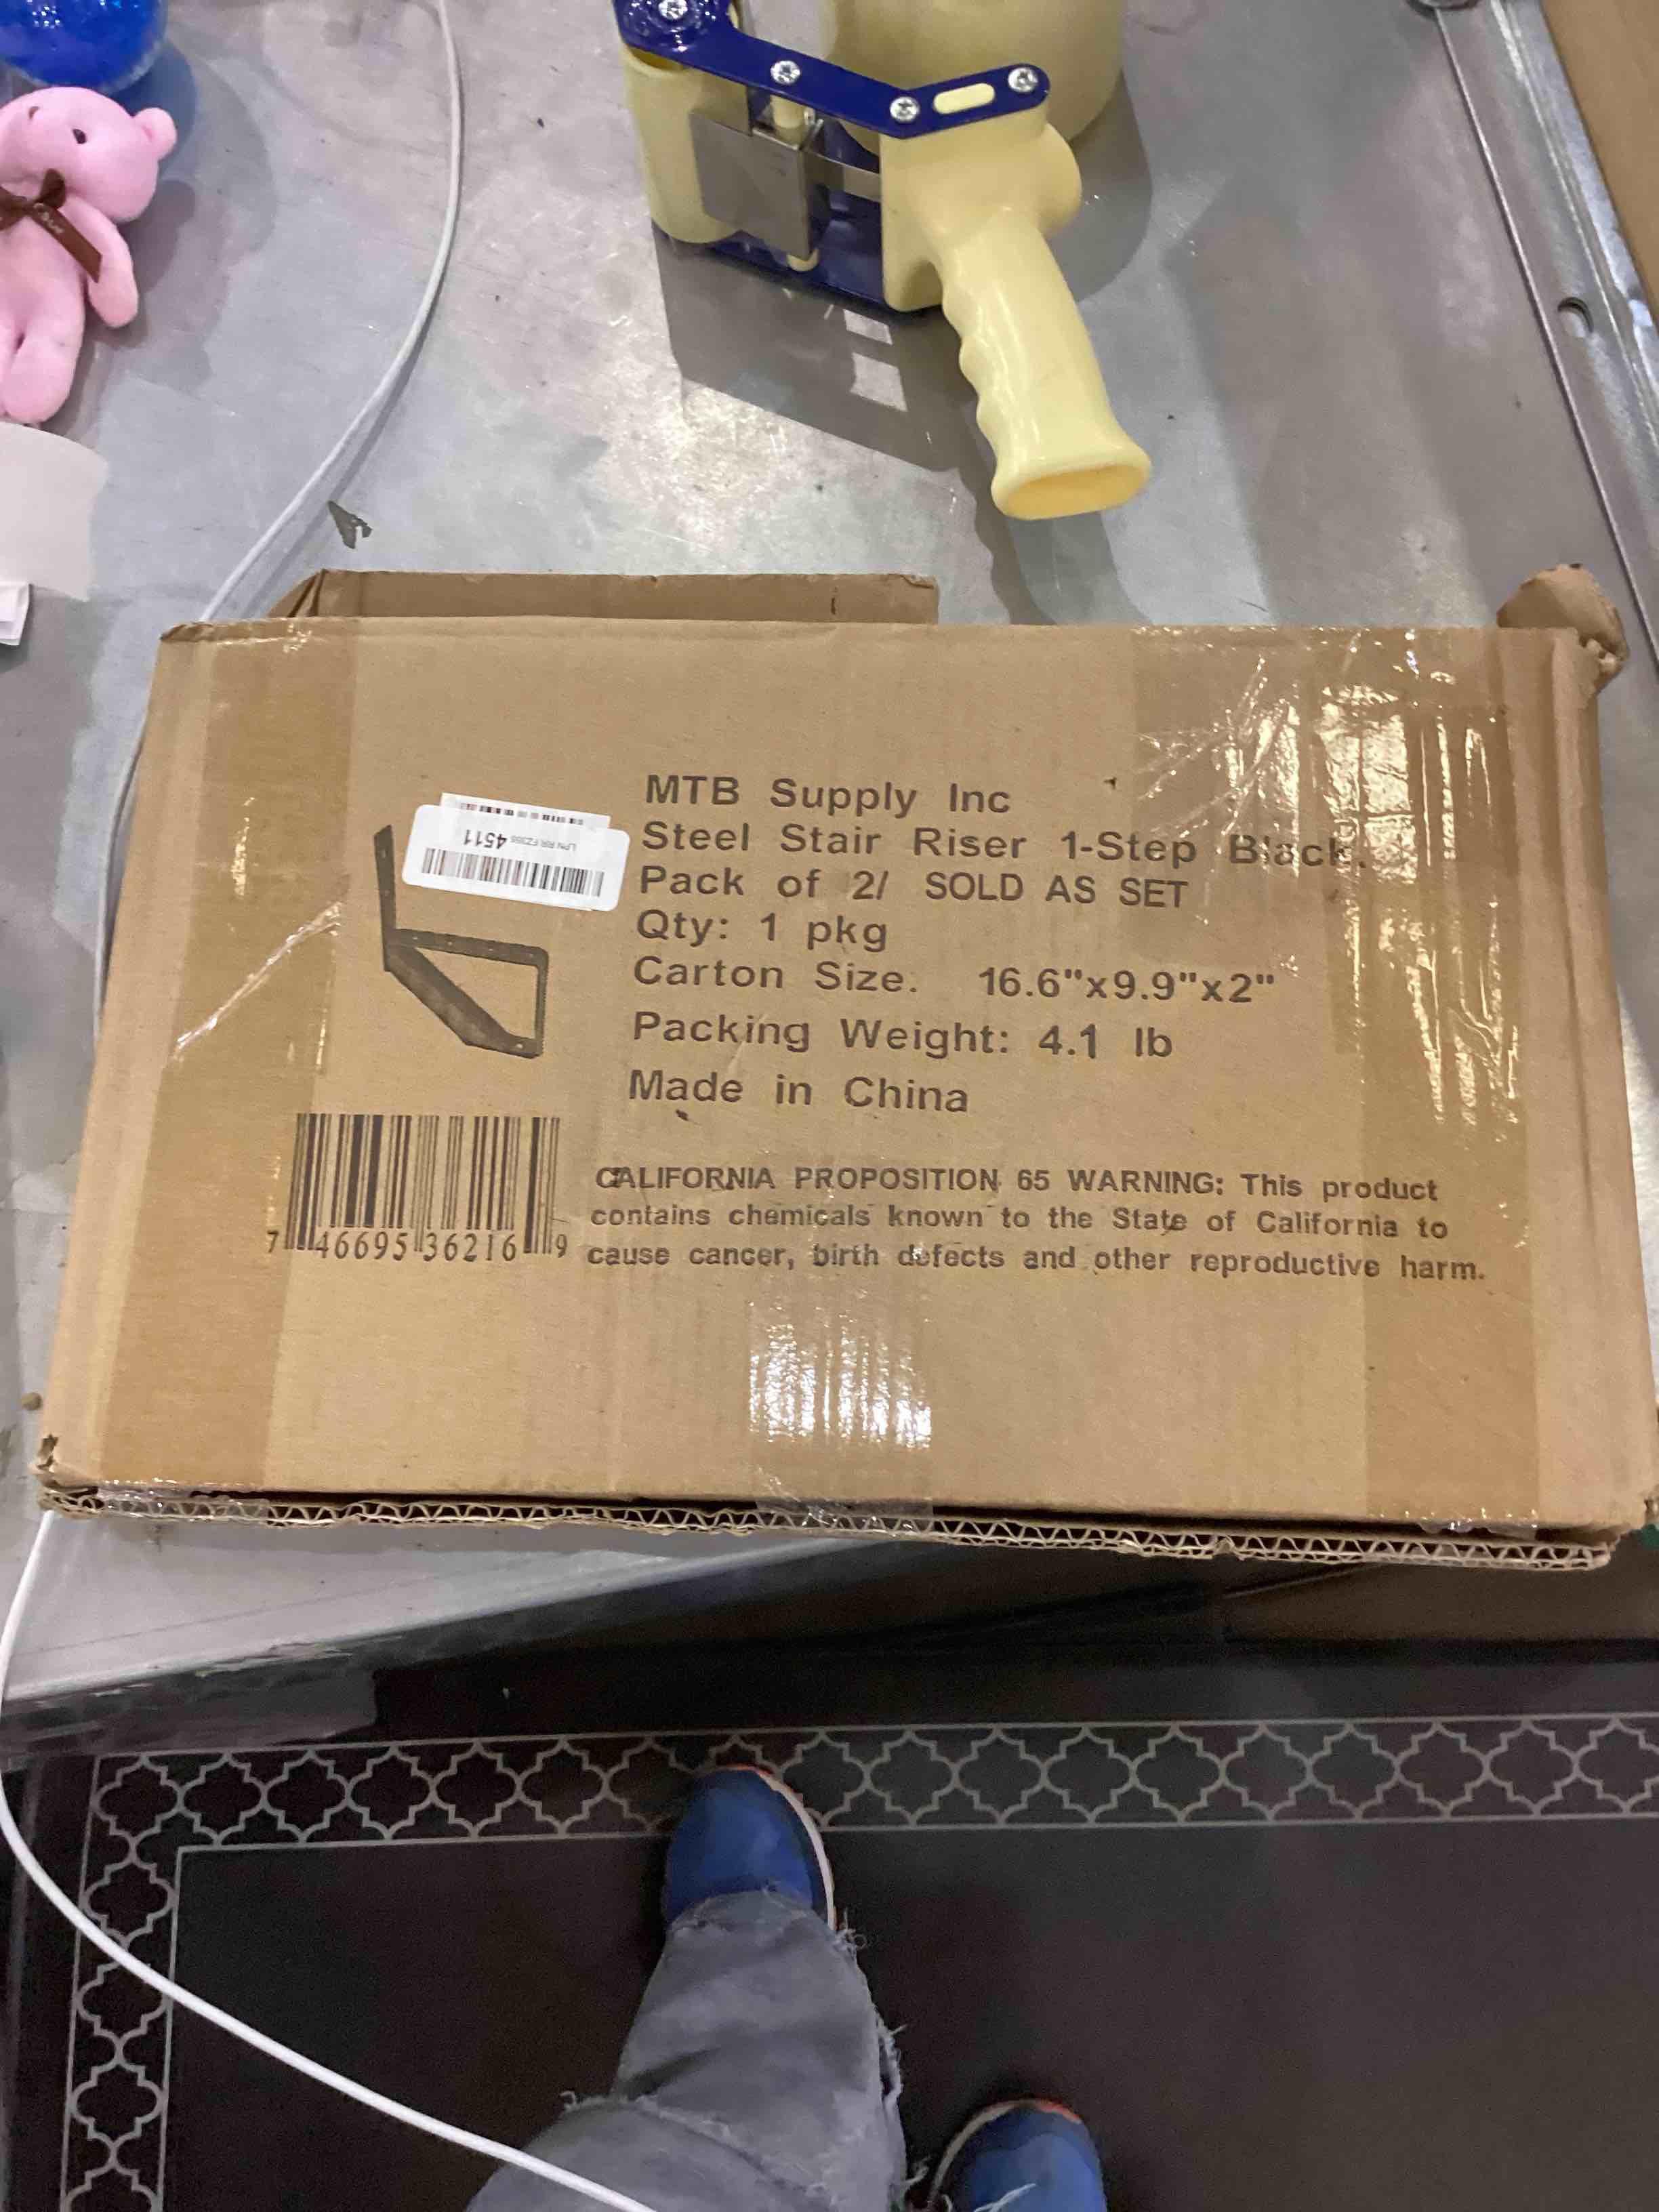 MTB Supply Inc
Steel Stair Riser 1-Step Black.
Pack of 2/ SOLD AS SET
Qty: 1 pkg
Carton Size. 16.6"x9.9"x2"
Packing Weight: 4.1 lb
Made in China
4511
7 46695 36216 9
CALIFORNIA PROPOSITION 65 WARNING: This product
contains chemicals known to the State of California to
cause cancer, birth defects and other reproductive harm.